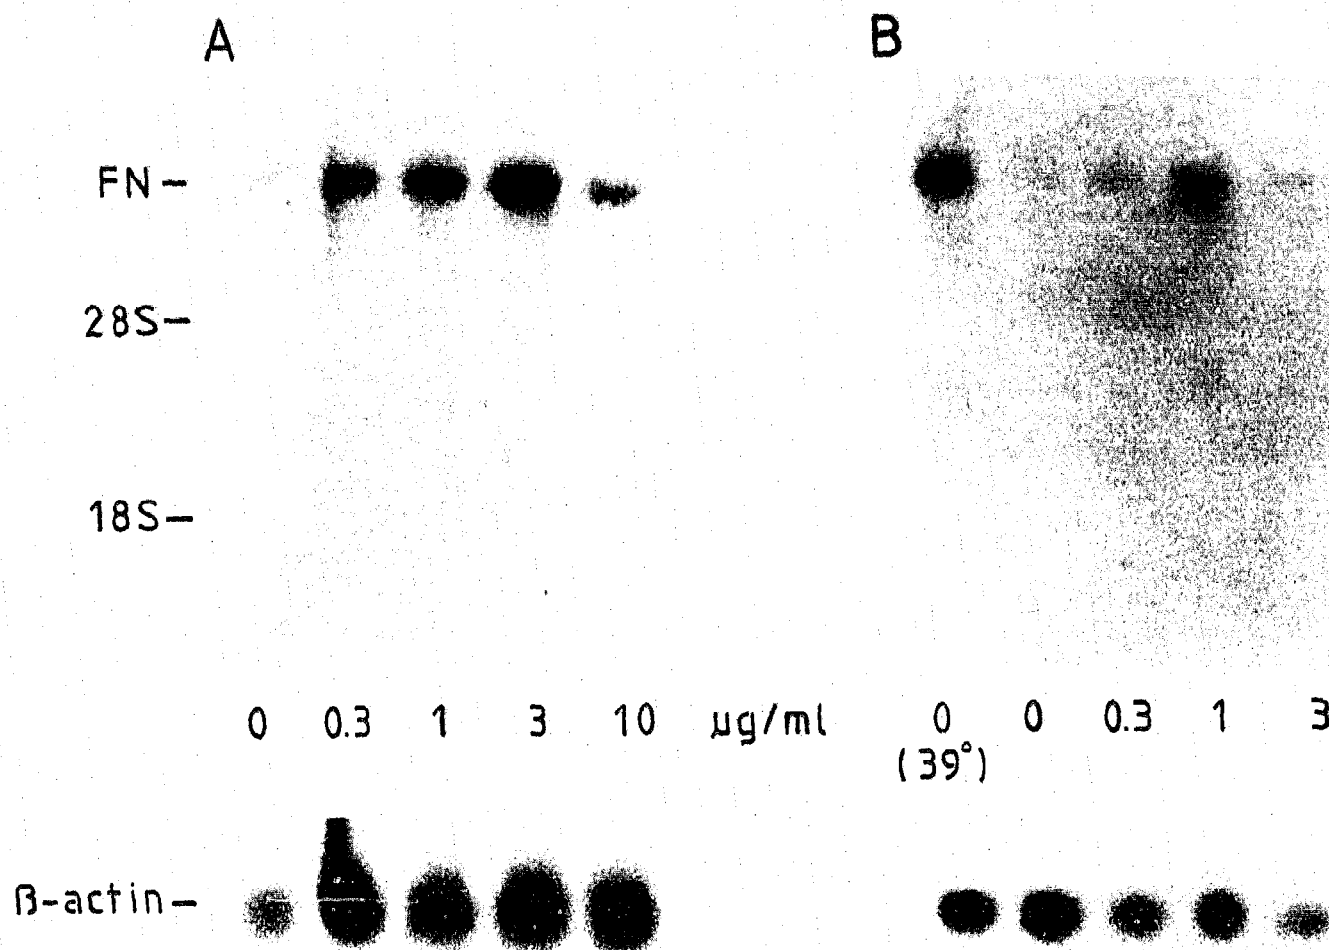 A B
FN –
28S –
18S –
0 0.3 1 3 10 µg/ml 0 0 0.3 1 3
(39°)
β-actin –